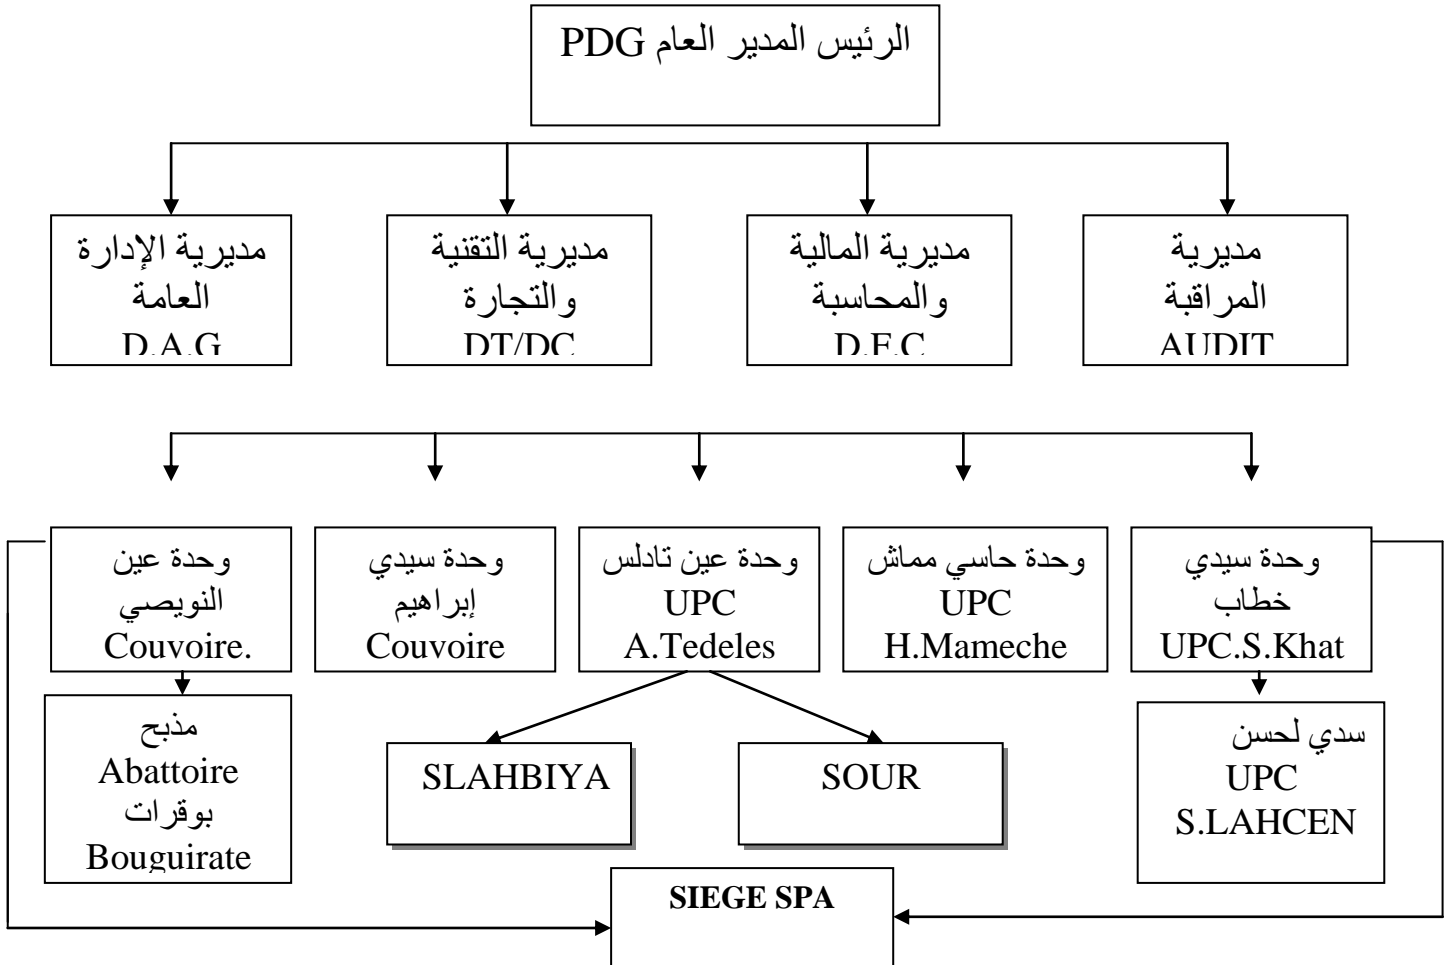 الرئيس المدير العام PDG
مديرية الإدارة
العامة
D.A.G
مديرية التقنية
والتجارة
DT/DC
مديرية المالية
والمحاسبة
D.F.C
مديرية
المراقبة
AUDIT
وحدة عين
النويصي
Couvoire.
وحدة سيدي
إبراهيم
Couvoire
وحدة عين تادلس
UPC
A.Tedeles
وحدة حاسي مماش
UPC
H.Mameche
وحدة سيدي
خطاب
UPC.S.Khat
مذبح
Abattoire
بوقرات
Bouguirate
SLAHBIYA
SOUR
سدي لحسن
UPC
S.LAHCEN
SIEGE SPA